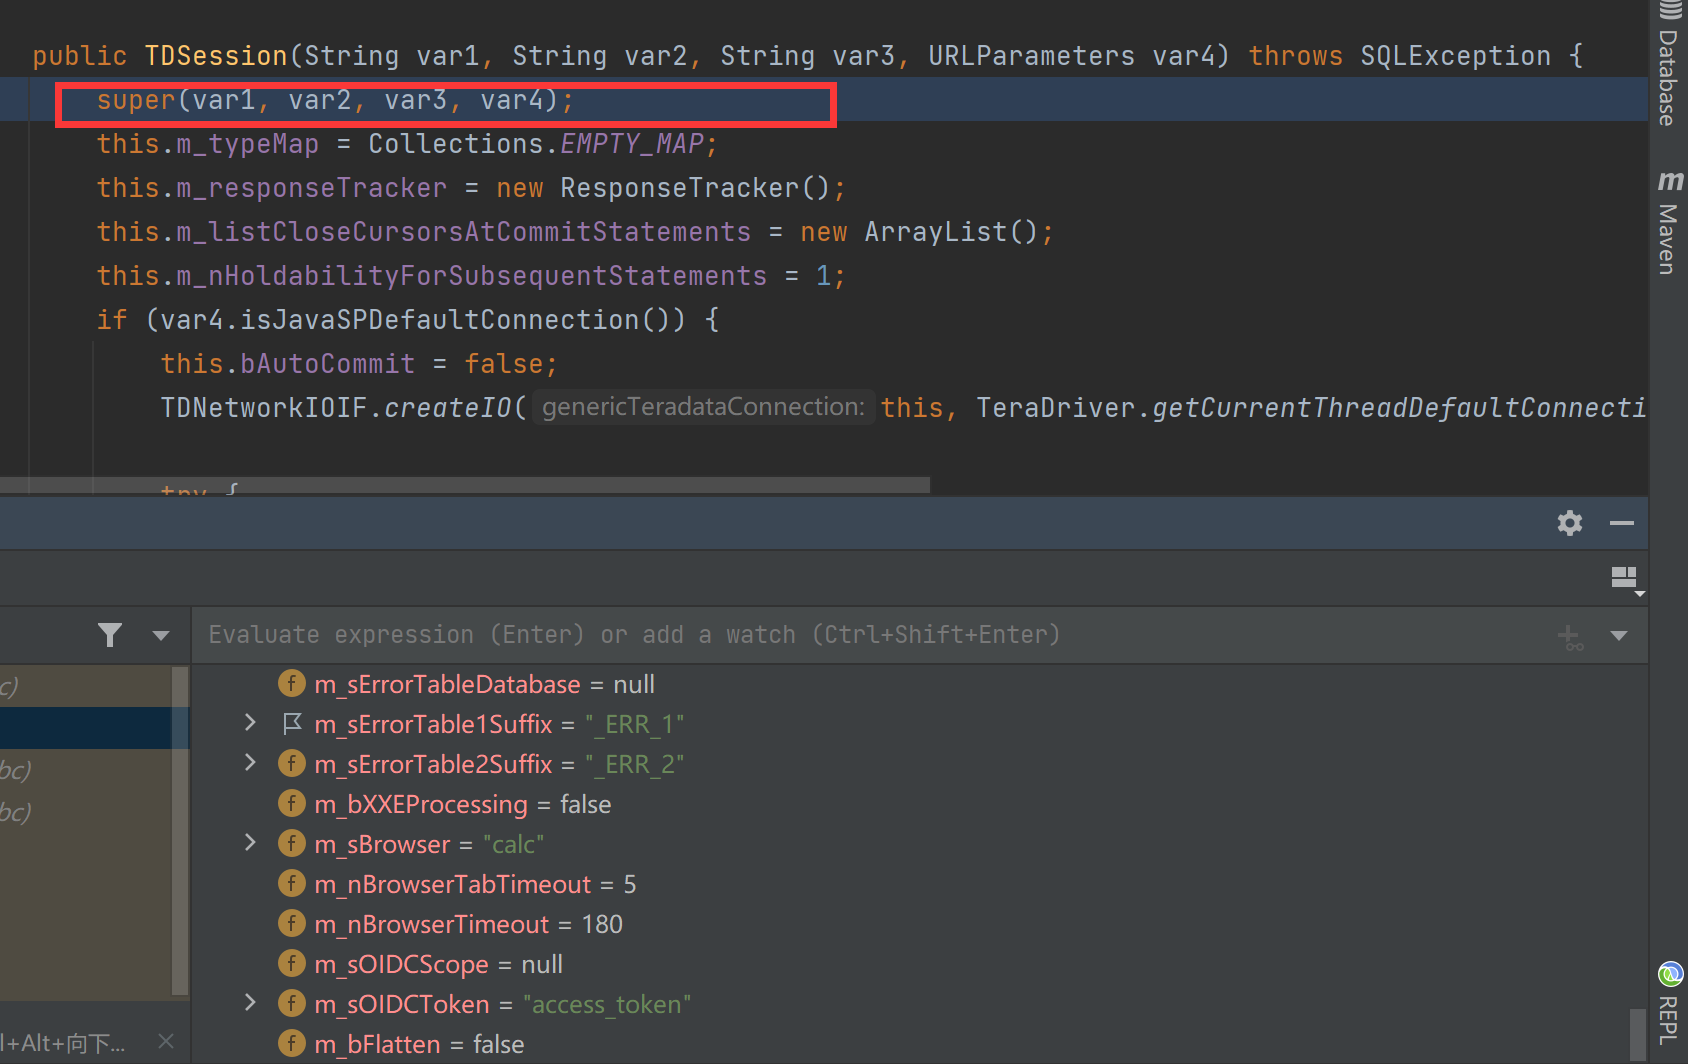 public TDSession(String var1, String var2, String var3, URLParameters var4) throws SQLException {
super(var1, var2, var3, var4);
this.m_typeMap = Collections.EMPTY_MAP;
this.m_responseTracker = new ResponseTracker();
this.m_listCloseCursorsAtCommitStatements = new ArrayList();
this.m_nHoldabilityForSubsequentStatements = 1;
if (var4.isJavaSPDefaultConnection()) {
this.bAutoCommit = false;
TDNetworkIOIF.createIO( genericTeradataConnection: this, TeraDriver.getCurrentThreadDefaultConnecti
try {
Database
m Maven
Evaluate expression (Enter) or add a watch (Ctrl+Shift+Enter)
c)
bc)
bc)
m_sErrorTableDatabase = null
m_sErrorTable1Suffix = "_ERR_1"
m_sErrorTable2Suffix = "_ERR_2"
m_bXXEProcessing = false
m_sBrowser = "calc"
m_nBrowserTabTimeout = 5
m_nBrowserTimeout = 180
m_sOIDCScope = null
m_sOIDCToken = "access_token"
m_bFlatten = false
l+Alt+向下...
REPL